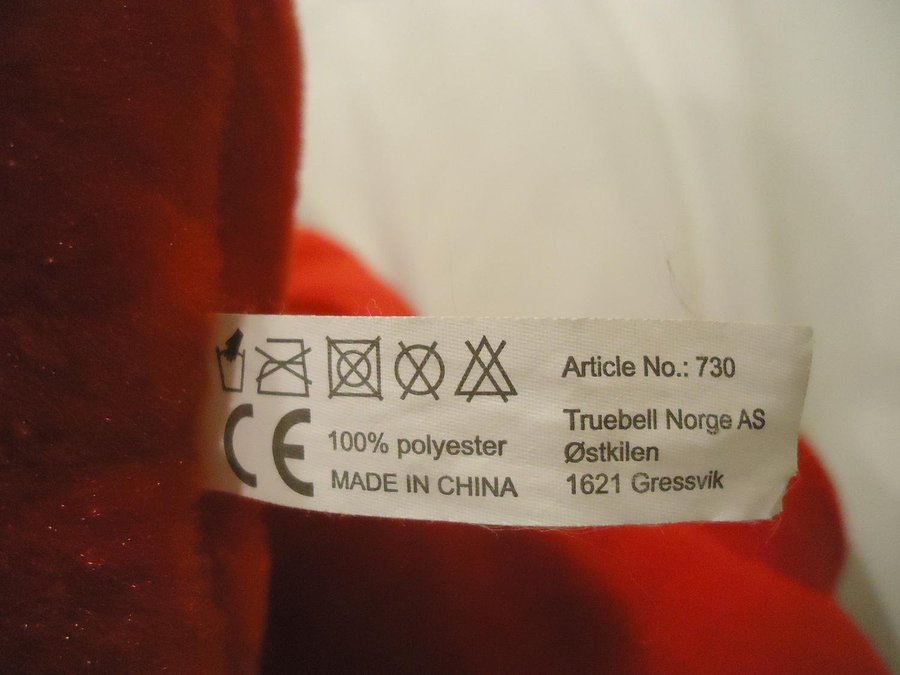 Article No.: 730
CE
100% polyester
MADE IN CHINA
Truebell Norge AS
Østkilen
1621 Gressvik